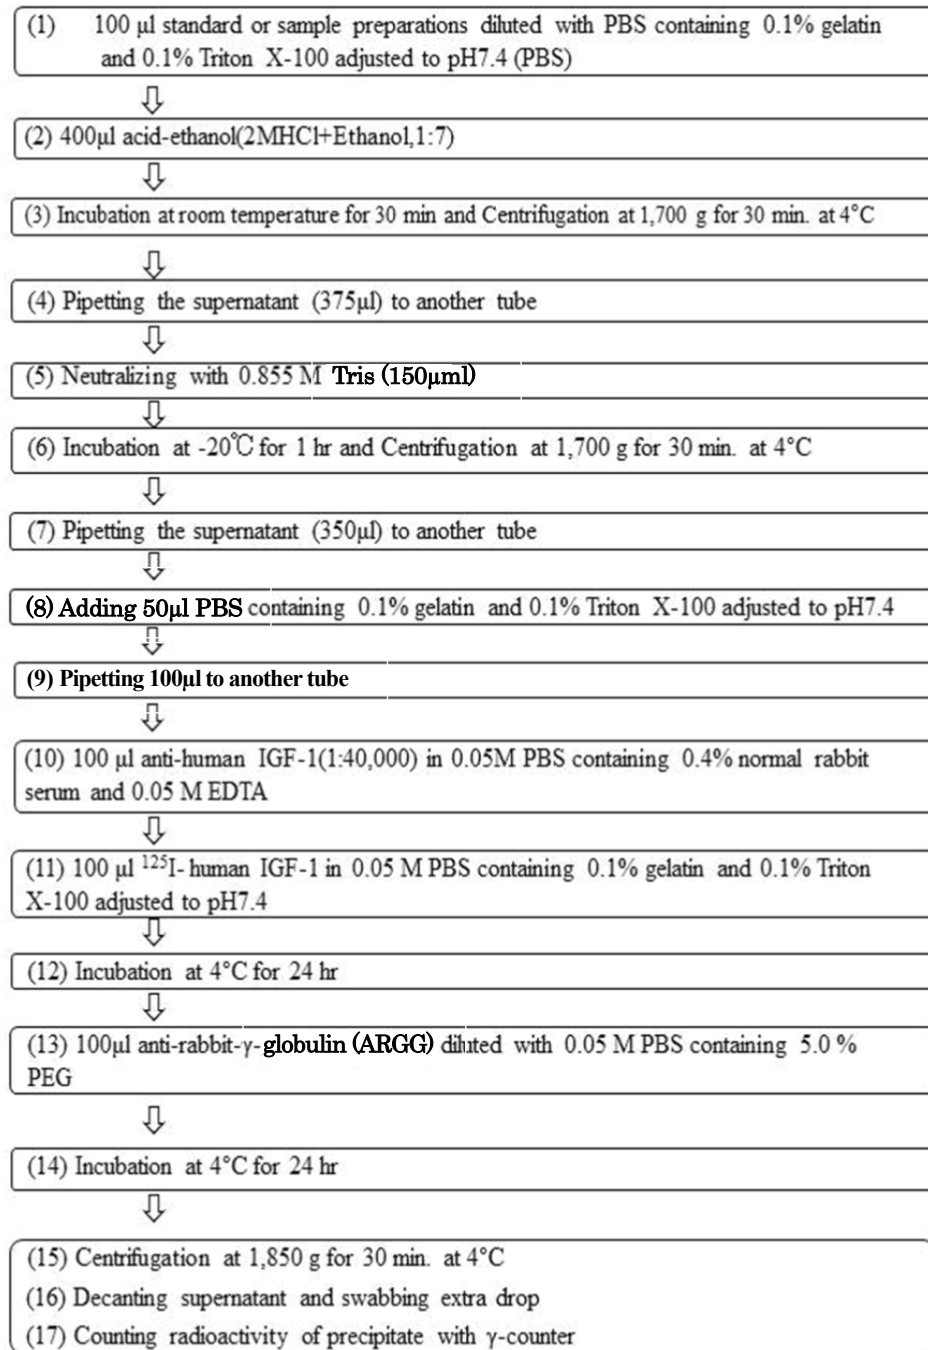 (1) 100 µl standard or sample preparations diluted with PBS containing 0.1% gelatin
and 0.1% Triton X-100 adjusted to pH7.4 (PBS)
(2) 400µl acid-ethanol(2MHCl+Ethanol,1:7)
(3) Incubation at room temperature for 30 min and Centrifugation at 1,700 g for 30 min. at 4°C
(4) Pipetting the supernatant (375µl) to another tube
(5) Neutralizing with 0.855 M Tris (150µml)
(6) Incubation at -20℃ for 1 hr and Centrifugation at 1,700 g for 30 min. at 4°C
(7) Pipetting the supernatant (350µl) to another tube
(8) Adding 50µl PBS containing 0.1% gelatin and 0.1% Triton X-100 adjusted to pH7.4
(9) Pipetting 100µl to another tube
(10) 100 µl anti-human IGF-1(1:40,000) in 0.05M PBS containing 0.4% normal rabbit
serum and 0.05 M EDTA
(11) 100 µl ¹²⁵I- human IGF-1 in 0.05 M PBS containing 0.1% gelatin and 0.1% Triton
X-100 adjusted to pH7.4
(12) Incubation at 4°C for 24 hr
(13) 100µl anti-rabbit-γ-globulin (ARGG) diluted with 0.05 M PBS containing 5.0 %
PEG
(14) Incubation at 4°C for 24 hr
(15) Centrifugation at 1,850 g for 30 min. at 4°C
(16) Decanting supernatant and swabbing extra drop
(17) Counting radioactivity of precipitate with γ-counter